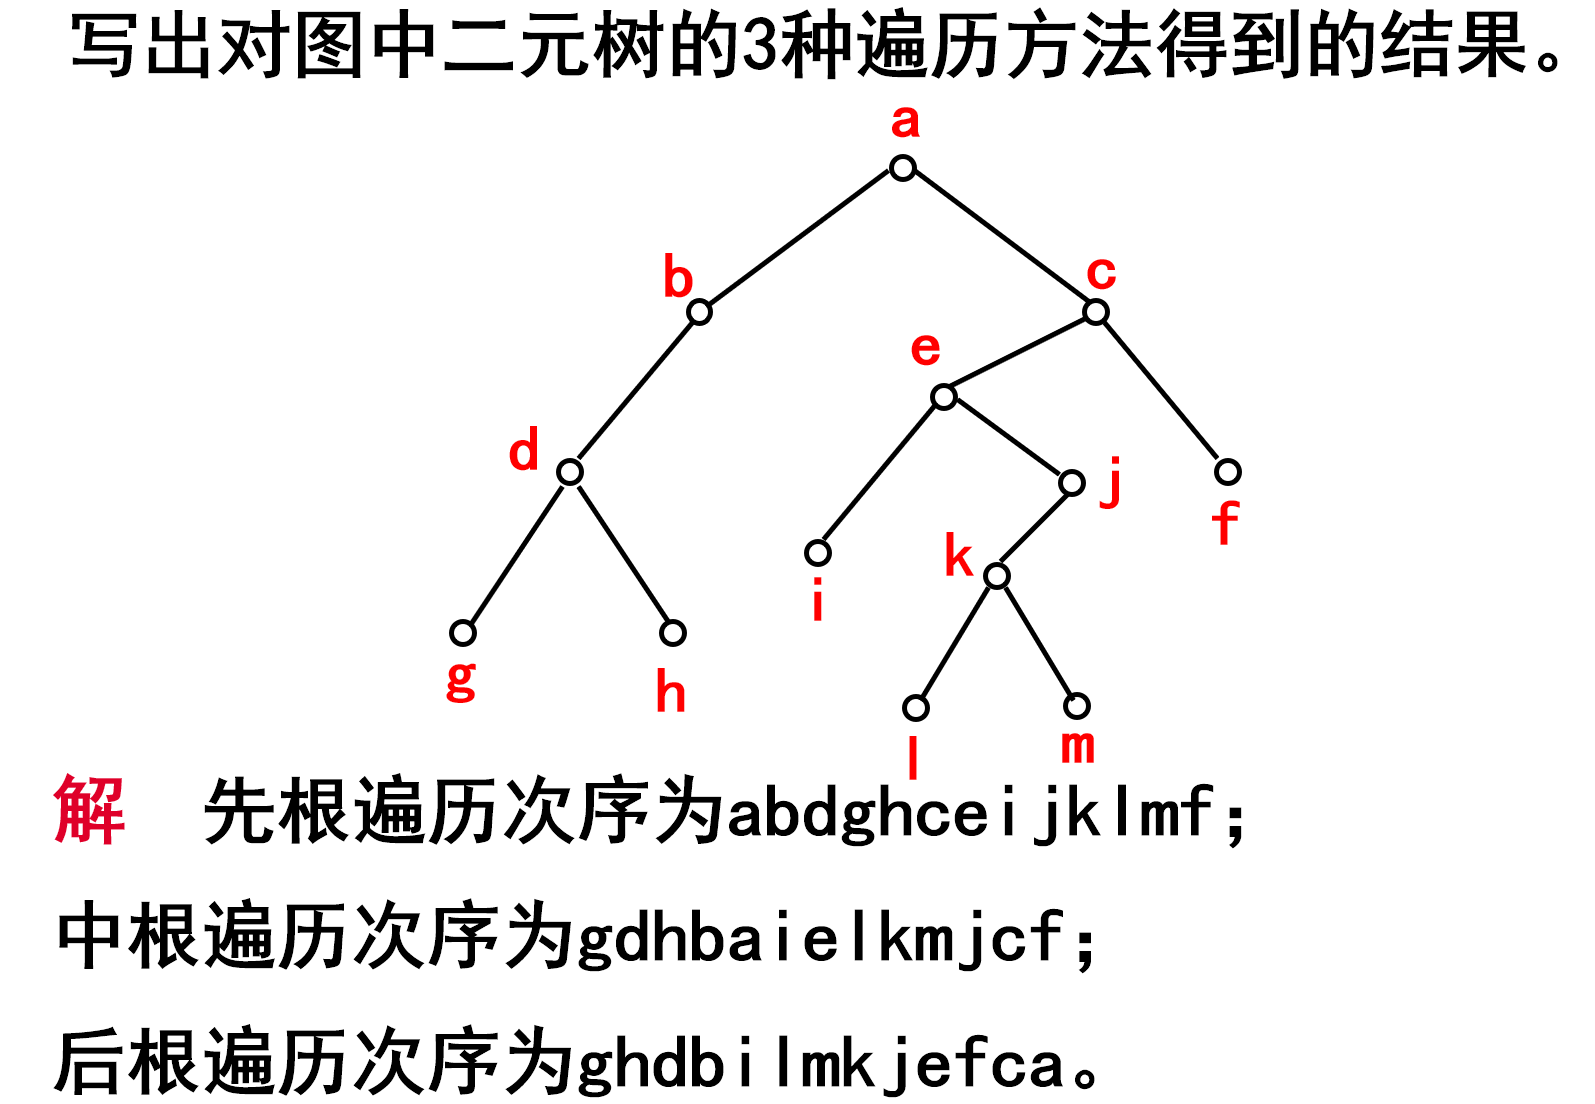 写出对图中二元树的3种遍历方法得到的结果。
a
b
c
e
d
j
f
k
i
g
h
l
m
解 先根遍历次序为abdghceijklmf；
中根遍历次序为gdhbaielkmjcf；
后根遍历次序为ghdbilmkjefca。